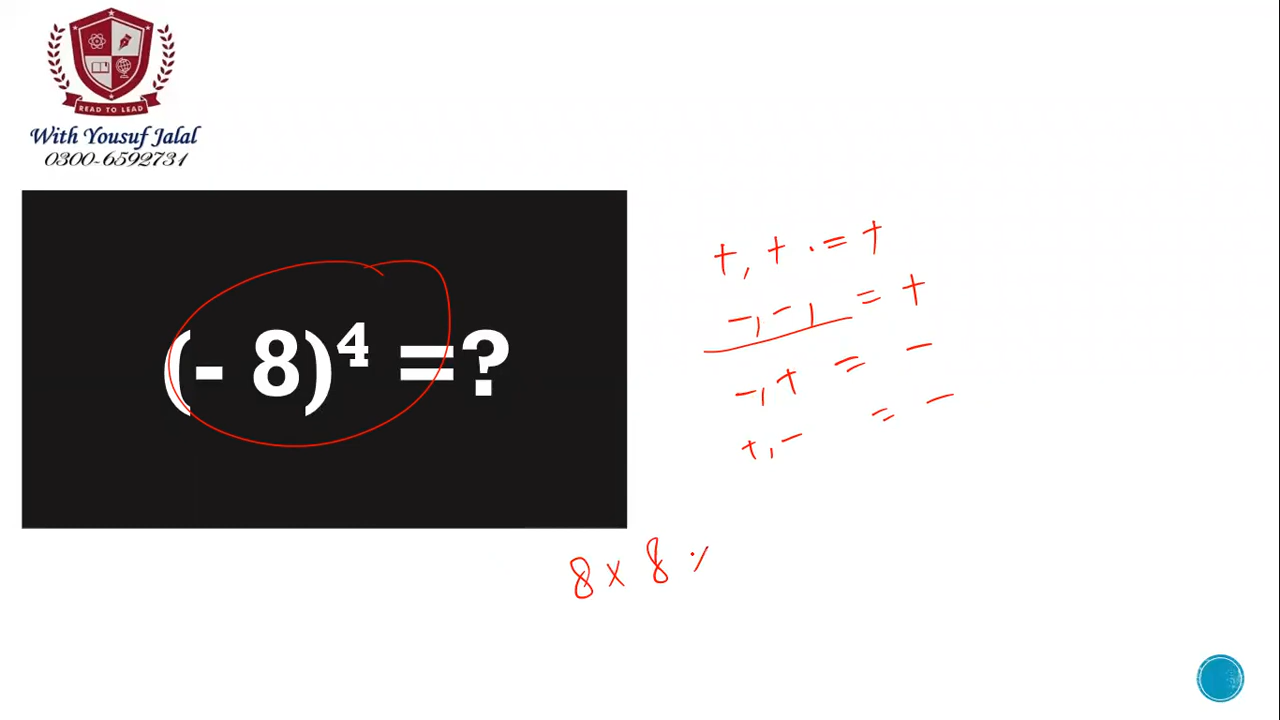 READ TO LEAD
With Yousuf Jalal
0300-6592731
(- 8)⁴ =?
+, + . = +
-, -, = +
-, + = -
+, - = -
8 x 8